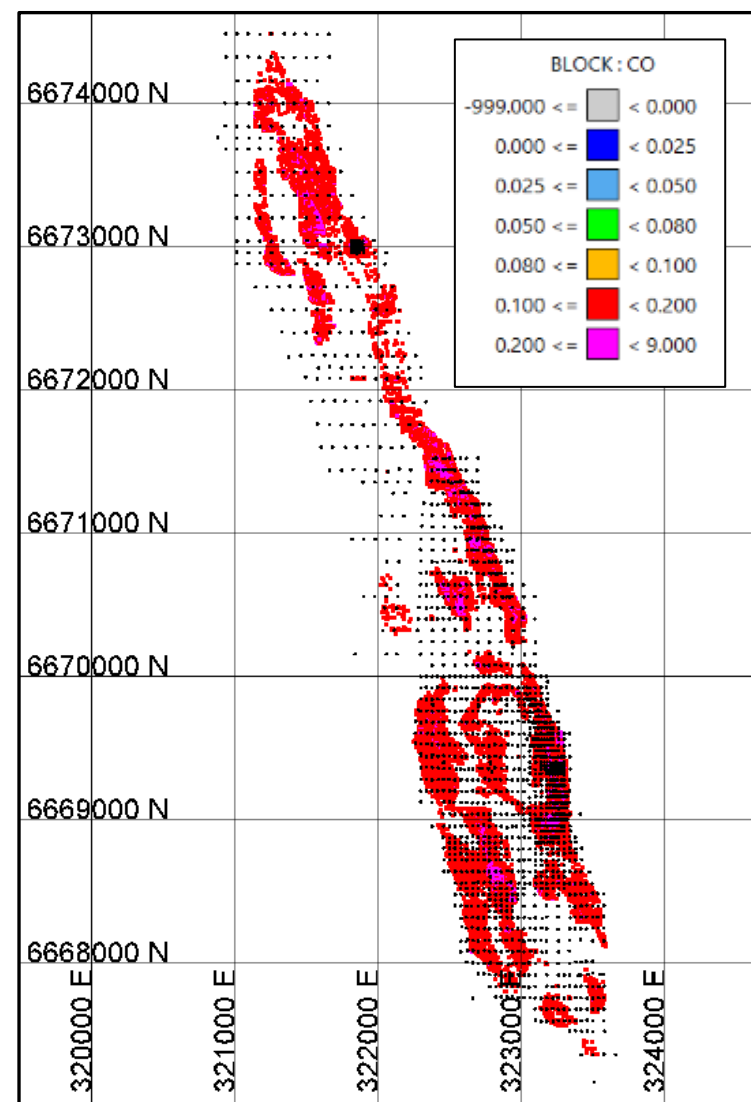 BLOCK : CO
-999.000 <= < 0.000
0.000 <= < 0.025
0.025 <= < 0.050
0.050 <= < 0.080
0.080 <= < 0.100
0.100 <= < 0.200
0.200 <= < 9.000
6674000 N
6673000 N
6672000 N
6671000 N
6670000 N
6669000 N
6668000 N
320000 E
321000 E
322000 E
323000 E
324000 E